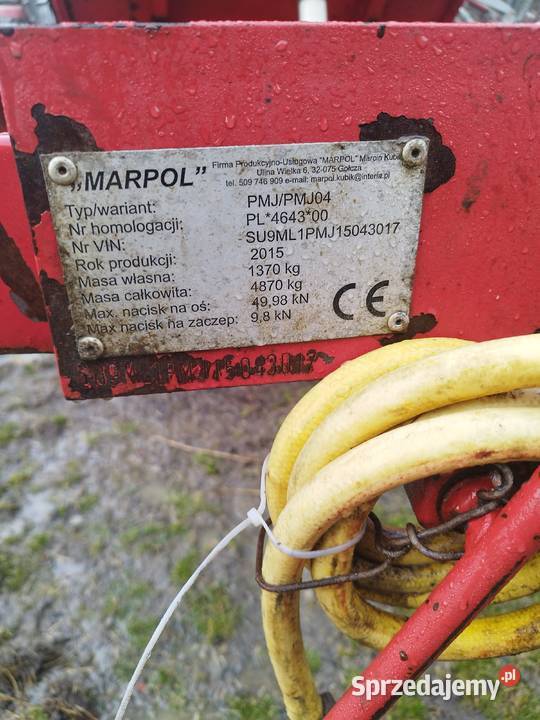 „MARPOL”
Firma Produkcyjno-Usługowa "MARPOL" Marcin Kubik
Ulina Wielka 6, 32-075 Gołcza
tel. 509 746 909 e-mail: marpol.kubik@interia.pl
Typ/wariant: PMJ/PMJ04
Nr homologacji: PL*4643*00
Nr VIN: SU9ML1PMJ15043017
Rok produkcji: 2015
Masa własna: 1370 kg
Masa całkowita: 4870 kg
Max. nacisk na oś: 49,98 kN
Max nacisk na zaczep: 9,8 kN
CE
Sprzedajemy.pl